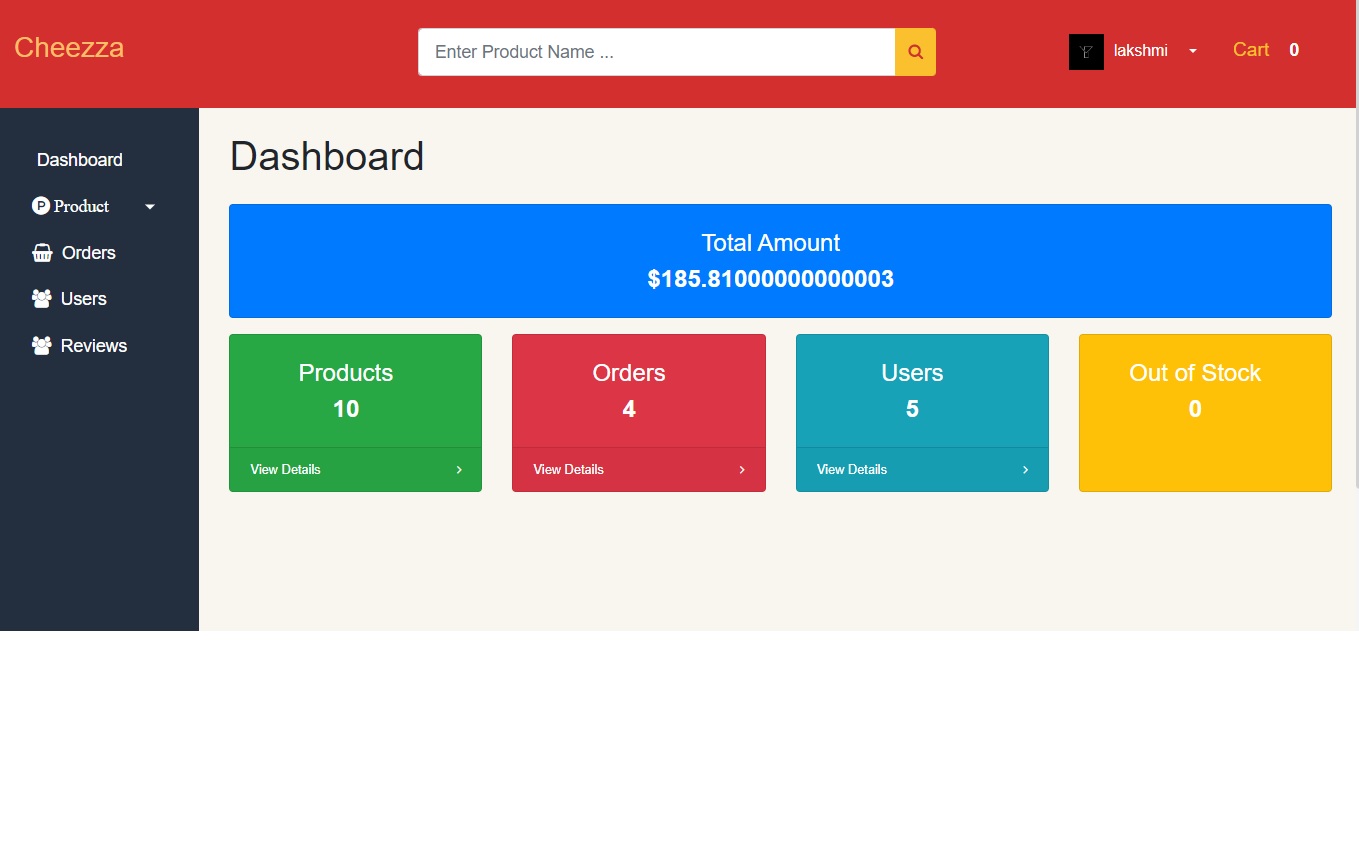 Cheezza
Enter Product Name ...
lakshmi
Cart 0
Dashboard
Product
Orders
Users
Reviews
Dashboard
Total Amount
$185.81000000000003
Products
10
View Details
Orders
4
View Details
Users
5
View Details
Out of Stock
0